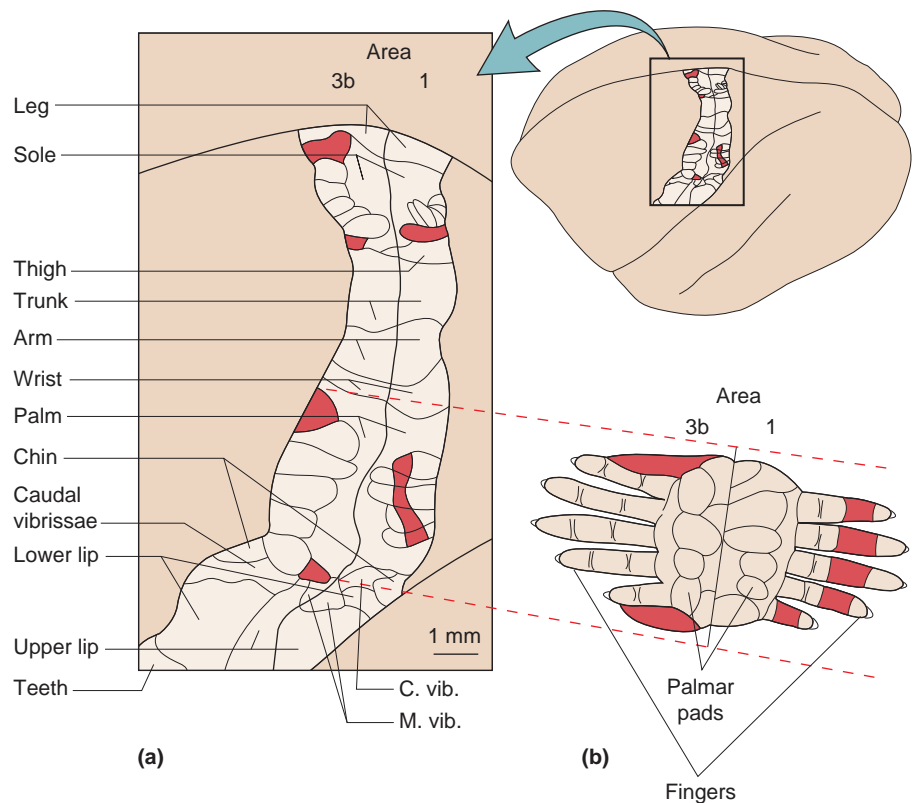 Area
3b 1
Leg
Sole
Thigh
Trunk
Arm
Wrist
Palm
Chin
Caudal
vibrissae
Lower lip
Upper lip
Teeth
1 mm
C. vib.
M. vib.
(a)
Area
3b 1
Palmar
pads
Fingers
(b)